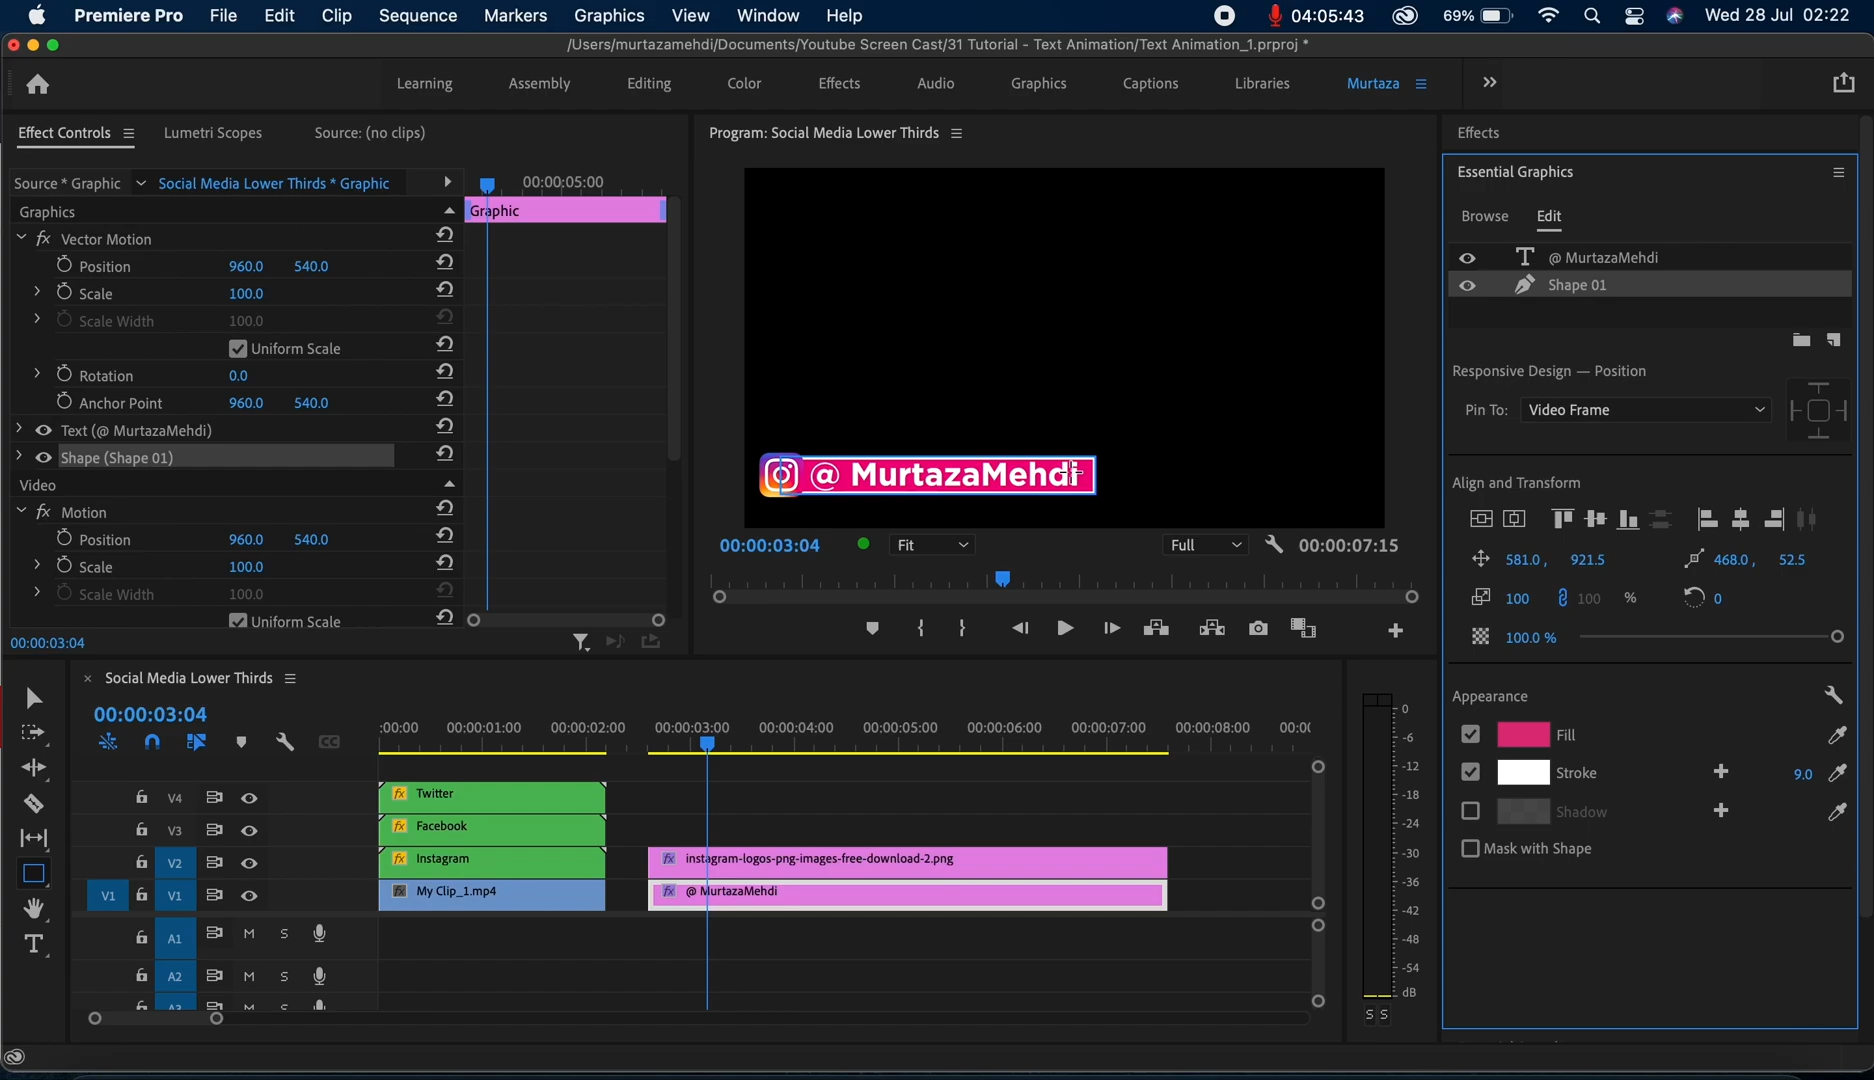 Premiere Pro File Edit Clip Sequence Markers Graphics View Window Help 04:05:43 69% Wed 28 Jul 02:22
/Users/murtazamehdi/Documents/Youtube Screen Cast/31 Tutorial - Text Animation/Text Animation_1.prproj *
Learning Assembly Editing Color Effects Audio Graphics Captions Libraries Murtaza
Effect Controls Lumetri Scopes Source: (no clips)
Source * Graphic Social Media Lower Thirds * Graphic 00:00:05:00
Graphics Graphic
fx Vector Motion
Position 960.0 540.0
Scale 100.0
Scale Width 100.0
Uniform Scale
Rotation 0.0
Anchor Point 960.0 540.0
Text (@ MurtazaMehdi)
Shape (Shape 01)
Video
fx Motion
Position 960.0 540.0
Scale 100.0
Scale Width 100.0
Uniform Scale
00:00:03:04
Program: Social Media Lower Thirds
@ MurtazaMehdi
00:00:03:04 Fit Full 00:00:07:15
Effects
Essential Graphics
Browse Edit
T @ MurtazaMehdi
Shape 01
Responsive Design — Position
Pin To: Video Frame
Align and Transform
581.0 , 921.5 468.0 , 52.5
100 100 % 0
100.0 %
Appearance
Fill
Stroke 9.0
Shadow
Mask with Shape
Social Media Lower Thirds
00:00:03:04
:00:00 00:00:01:00 00:00:02:00 00:00:03:00 00:00:04:00 00:00:05:00 00:00:06:00 00:00:07:00 00:00:08:00 00:0
CC
V4 fx Twitter
V3 fx Facebook
V2 fx Instagram fx instagram-logos-png-images-free-download-2.png
V1 V1 fx My Clip_1.mp4 fx @ MurtazaMehdi
A1 M S
A2 M S
A3 M S
0
-6
-12
-18
-24
-30
-36
-42
-48
-54
dB
S S